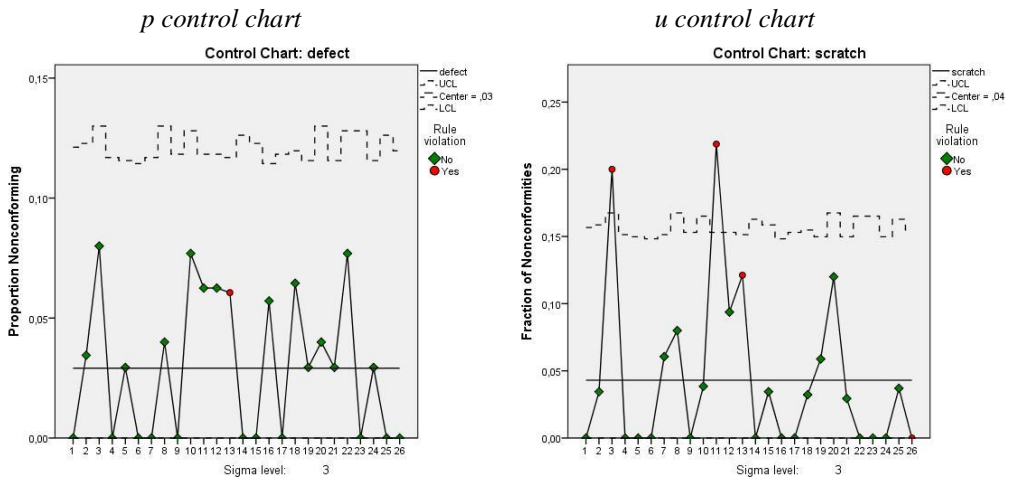 p control chart
Control Chart: defect
0,15
0,10
0,05
0,00
Proportion Nonconforming
1 2 3 4 5 6 7 8 9 10 11 12 13 14 15 16 17 18 19 20 21 22 23 24 25 26
Sigma level: 3
defect
UCL
Center = ,03
LCL
Rule
violation
No
Yes
u control chart
Control Chart: scratch
0,25
0,20
0,15
0,10
0,05
0,00
Fraction of Nonconformities
1 2 3 4 5 6 7 8 9 10 11 12 13 14 15 16 17 18 19 20 21 22 23 24 25 26
Sigma level: 3
scratch
UCL
Center = ,04
LCL
Rule
violation
No
Yes